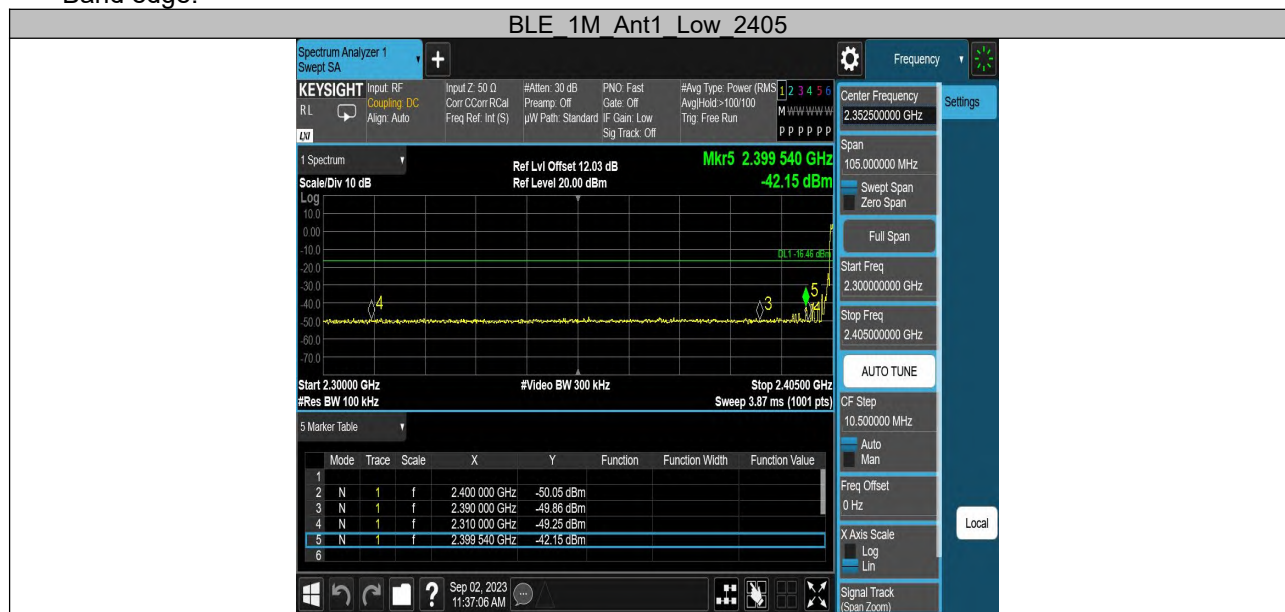 Band edge:
BLE_1M_Ant1_Low_2405
Spectrum Analyzer 1
Swept SA
+
Frequency
KEYSIGHT
RL
LXI
Input: RF
Coupling: DC
Align: Auto
Input Z: 50 Ω
Corr CCorr RCal
Freq Ref: Int (S)
#Atten: 30 dB
Preamp: Off
µW Path: Standard
PNO: Fast
Gate: Off
IF Gain: Low
Sig Track: Off
#Avg Type: Power (RMS
Avg|Hold:>100/100
Trig: Free Run
1 2 3 4 5 6
M W W W W W
P P P P P P
1 Spectrum
Scale/Div 10 dB
Ref Lvl Offset 12.03 dB
Ref Level 20.00 dBm
Mkr5 2.399 540 GHz
-42.15 dBm
Log
10.0
0.00
-10.0
DL1 -16.46 dBm
-20.0
-30.0
-40.0
4
3
5
-50.0
-60.0
-70.0
Start 2.30000 GHz
#Res BW 100 kHz
#Video BW 300 kHz
Stop 2.40500 GHz
Sweep 3.87 ms (1001 pts)
5 Marker Table
Mode Trace Scale X Y Function Function Width Function Value
1
2 N 1 f 2.400 000 GHz -50.05 dBm
3 N 1 f 2.390 000 GHz -49.86 dBm
4 N 1 f 2.310 000 GHz -49.25 dBm
5 N 1 f 2.399 540 GHz -42.15 dBm
6
?
Sep 02, 2023
11:37:06 AM
Center Frequency
2.352500000 GHz
Settings
Span
105.000000 MHz
Swept Span
Zero Span
Full Span
Start Freq
2.300000000 GHz
Stop Freq
2.405000000 GHz
AUTO TUNE
CF Step
10.500000 MHz
Auto
Man
Freq Offset
0 Hz
Local
X Axis Scale
Log
Lin
Signal Track
(Span Zoom)